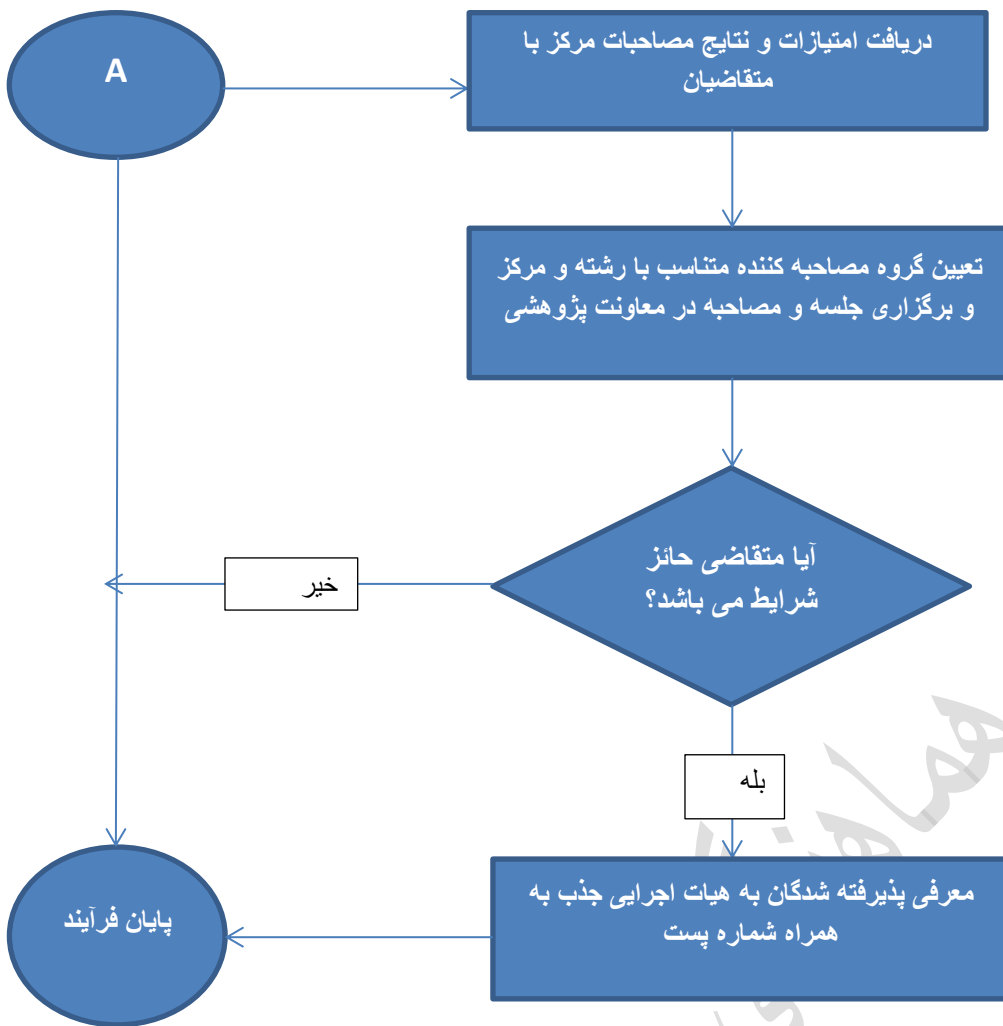 A
دریافت امتیازات و نتایج مصاحبات مرکز با
متقاضیان
تعیین گروه مصاحبه کننده متناسب با رشته و مرکز
و برگزاری جلسه و مصاحبه در معاونت پژوهشی
آیا متقاضی حائز
شرایط می باشد؟
خیر
بله
معرفی پذیرفته شدگان به هیات اجرایی جذب به
همراه شماره پست
پایان فرآیند